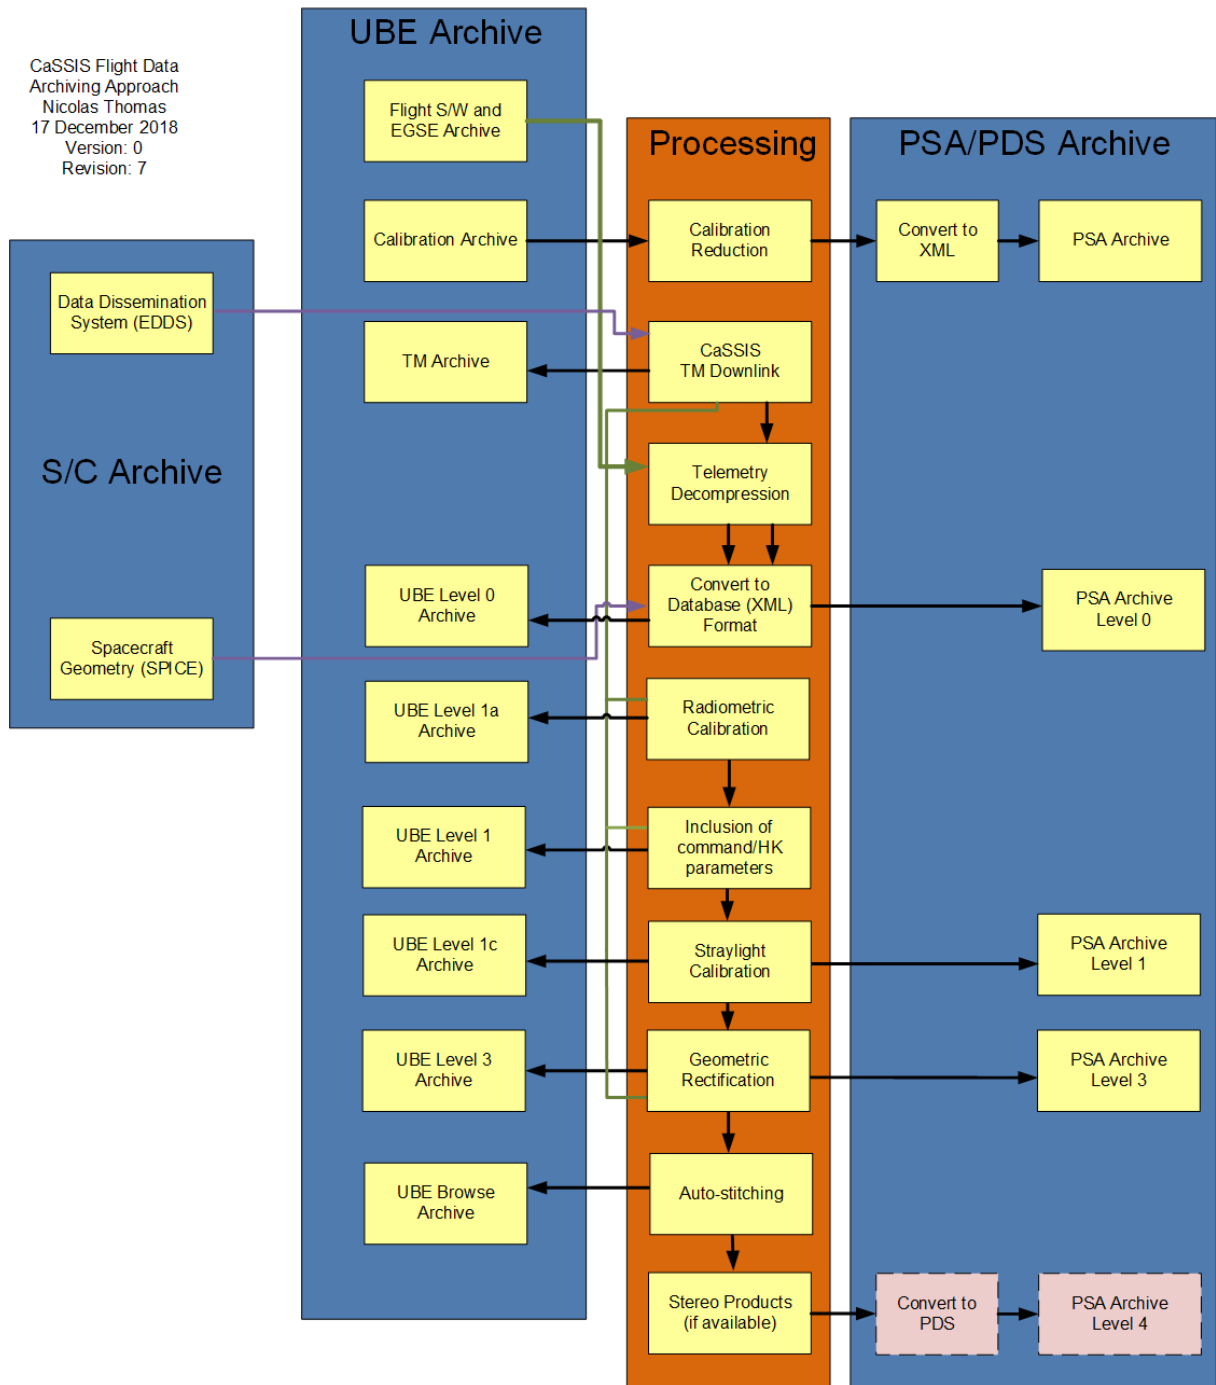 CaSSIS Flight Data
Archiving Approach
Nicolas Thomas
17 December 2018
Version: 0
Revision: 7
S/C Archive
Data Dissemination
System (EDDS)
Spacecraft
Geometry (SPICE)
UBE Archive
Flight S/W and
EGSE Archive
Calibration Archive
TM Archive
UBE Level 0
Archive
UBE Level 1a
Archive
UBE Level 1
Archive
UBE Level 1c
Archive
UBE Level 3
Archive
UBE Browse
Archive
Processing
Calibration
Reduction
CaSSIS
TM Downlink
Telemetry
Decompression
Convert to
Database (XML)
Format
Radiometric
Calibration
Inclusion of
command/HK
parameters
Straylight
Calibration
Geometric
Rectification
Auto-stitching
Stereo Products
(if available)
PSA/PDS Archive
Convert to
XML
PSA Archive
PSA Archive
Level 0
PSA Archive
Level 1
PSA Archive
Level 3
Convert to
PDS
PSA Archive
Level 4